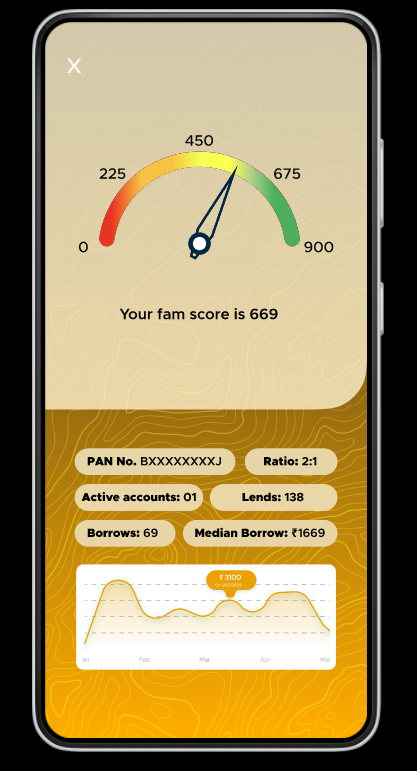 X
450
225
675
0
900
Your fam score is 669
PAN No. BXXXXXXXXJ
Ratio: 2:1
Active accounts: 01
Lends: 138
Borrows: 69
Median Borrow: ₹1669
₹ 3100
an Feb Mar Apr